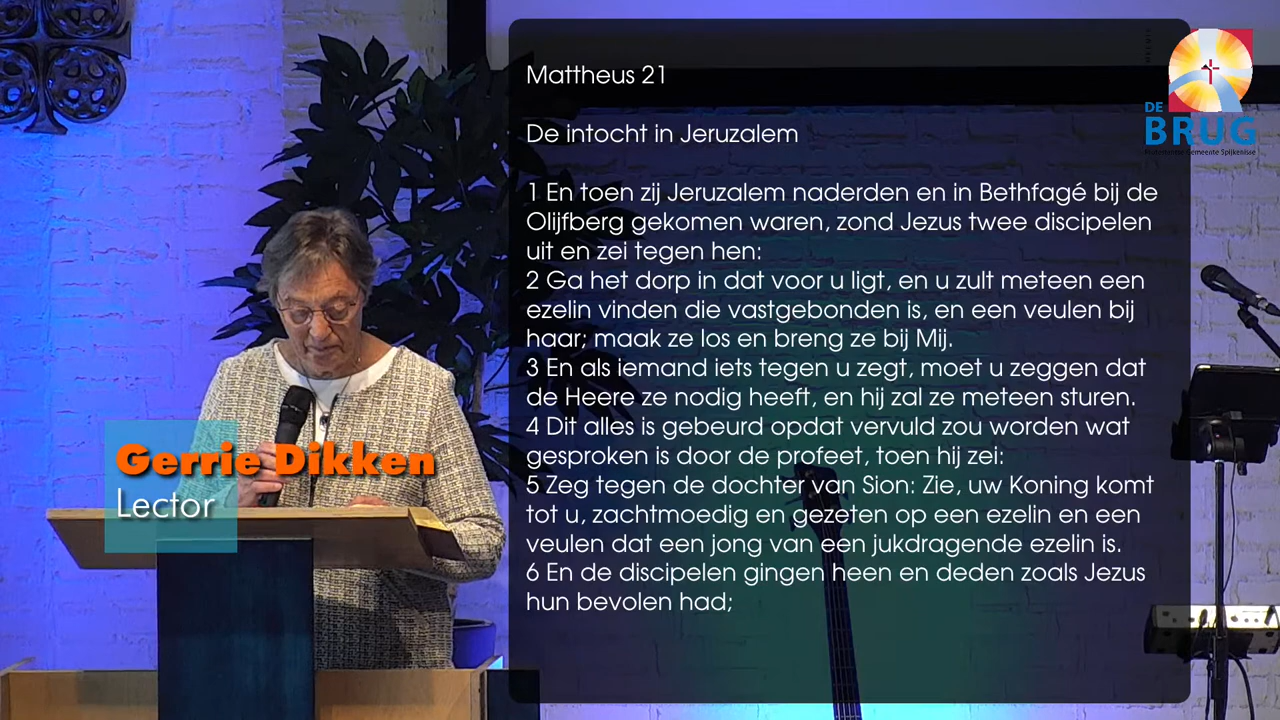 Mattheus 21
De intocht in Jeruzalem
1 En toen zij Jeruzalem naderden en in Bethfagé bij de
Olijfberg gekomen waren, zond Jezus twee discipelen
uit en zei tegen hen:
2 Ga het dorp in dat voor u ligt, en u zult meteen een
ezelin vinden die vastgebonden is, en een veulen bij
haar; maak ze los en breng ze bij Mij.
3 En als iemand iets tegen u zegt, moet u zeggen dat
de Heere ze nodig heeft, en hij zal ze meteen sturen.
4 Dit alles is gebeurd opdat vervuld zou worden wat
gesproken is door de profeet, toen hij zei:
5 Zeg tegen de dochter van Sion: Zie, uw Koning komt
tot u, zachtmoedig en gezeten op een ezelin en een
veulen dat een jong van een jukdragende ezelin is.
6 En de discipelen gingen heen en deden zoals Jezus
hun bevolen had;
DE
BRUG
Gemeente Spijkenisse
Gerrie Dikken
Lector